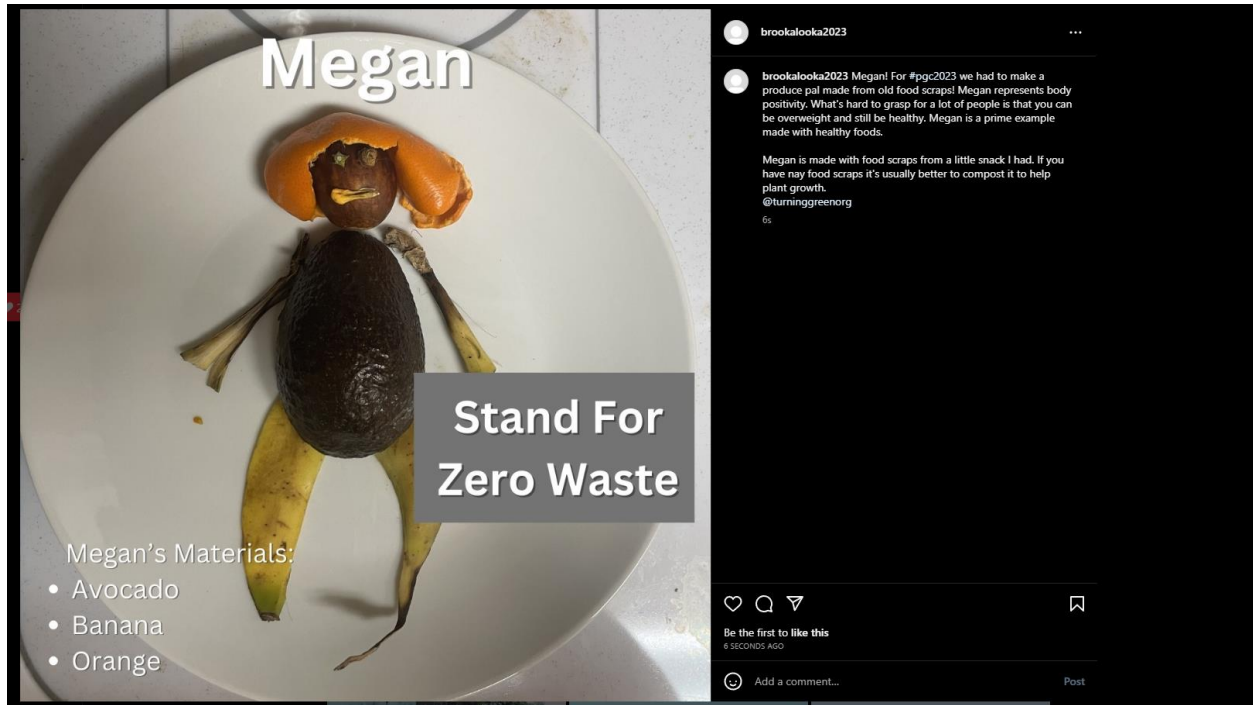 Megan
Stand For
Zero Waste
Megan's Materials:
• Avocado
• Banana
• Orange
brookalooka2023
brookalooka2023 Megan! For #pgc2023 we had to make a
produce pal made from old food scraps! Megan represents body
positivity. What's hard to grasp for a lot of people is that you can
be overweight and still be healthy. Megan is a prime example
made with healthy foods.
Megan is made with food scraps from a little snack I had. If you
have nay food scraps it's usually better to compost it to help
plant growth.
@turninggreenorg
6s
Be the first to like this
6 SECONDS AGO
Add a comment...
Post